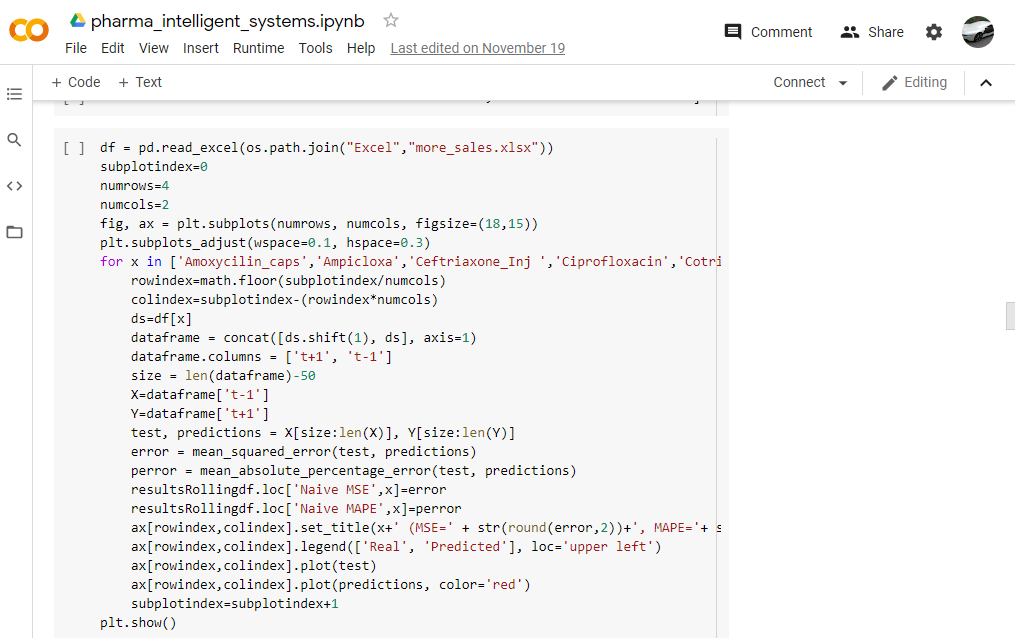 pharma_intelligent_systems.ipynb
File Edit View Insert Runtime Tools Help Last edited on November 19
Comment Share
+ Code + Text
Connect Editing
[ ]
[ ] df = pd.read_excel(os.path.join("Excel","more_sales.xlsx"))
subplotindex=0
numrows=4
numcols=2
fig, ax = plt.subplots(numrows, numcols, figsize=(18,15))
plt.subplots_adjust(wspace=0.1, hspace=0.3)
for x in ['Amoxycilin_caps','Ampicloxa','Ceftriaxone_Inj ','Ciprofloxacin','Cotri
rowindex=math.floor(subplotindex/numcols)
colindex=subplotindex-(rowindex*numcols)
ds=df[x]
dataframe = concat([ds.shift(1), ds], axis=1)
dataframe.columns = ['t+1', 't-1']
size = len(dataframe)-50
X=dataframe['t-1']
Y=dataframe['t+1']
test, predictions = X[size:len(X)], Y[size:len(Y)]
error = mean_squared_error(test, predictions)
perror = mean_absolute_percentage_error(test, predictions)
resultsRollingdf.loc['Naive MSE',x]=error
resultsRollingdf.loc['Naive MAPE',x]=perror
ax[rowindex,colindex].set_title(x+' (MSE=' + str(round(error,2))+', MAPE='+ s
ax[rowindex,colindex].legend(['Real', 'Predicted'], loc='upper left')
ax[rowindex,colindex].plot(test)
ax[rowindex,colindex].plot(predictions, color='red')
subplotindex=subplotindex+1
plt.show()